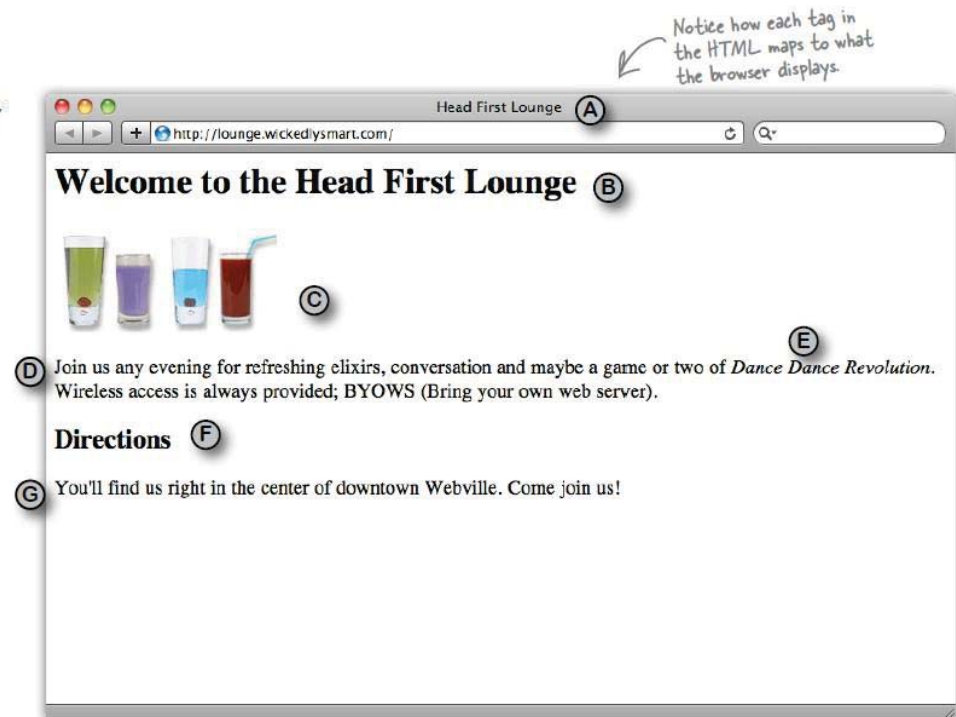 Notice how each tag in
the HTML maps to what
the browser displays.
Head First Lounge A
http://lounge.wickedlysmart.com/
Welcome to the Head First Lounge B
C
E
D Join us any evening for refreshing elixirs, conversation and maybe a game or two of Dance Dance Revolution.
Wireless access is always provided; BYOWS (Bring your own web server).
Directions F
G You'll find us right in the center of downtown Webville. Come join us!